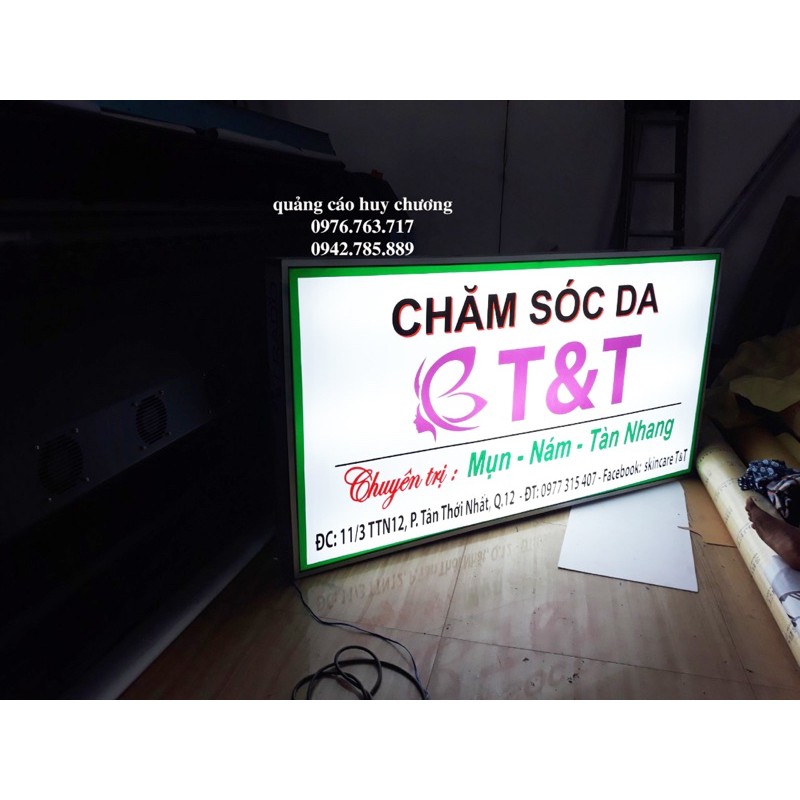 quảng cáo huy chương
0976.763.717
0942.785.889
CHĂM SÓC DA
T&T
Chuyên trị : Mụn - Nám - Tàn Nhang
ĐC: 11/3 TTN12, P. Tân Thới Nhất, Q.12 - ĐT: 0977 315 407 - Facebook: skincare T&T